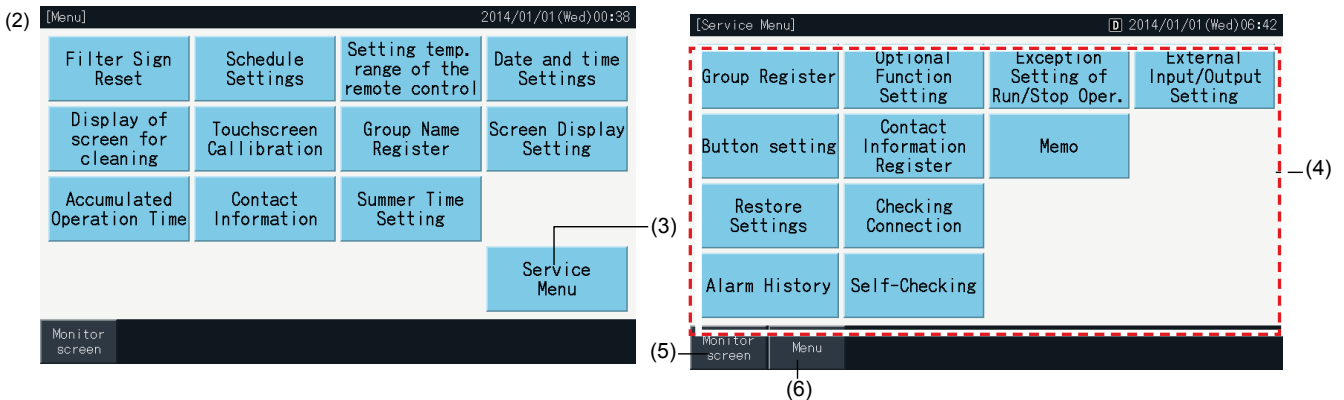 (2)
[Menu] 2014/01/01(Wed)00:38
Filter Sign
Reset
Schedule
Settings
Setting temp.
range of the
remote control
Date and time
Settings
Display of
screen for
cleaning
Touchscreen
Callibration
Group Name
Register
Screen Display
Setting
Accumulated
Operation Time
Contact
Information
Summer Time
Setting
(3)
Service
Menu
Monitor
screen
[Service Menu] D 2014/01/01(Wed)06:42
Group Register
Optional
Function
Setting
Exception
Setting of
Run/Stop Oper.
External
Input/Output
Setting
Button setting
Contact
Information
Register
Memo
(4)
Restore
Settings
Checking
Connection
Alarm History
Self-Checking
(5)
Monitor
screen
Menu
(6)